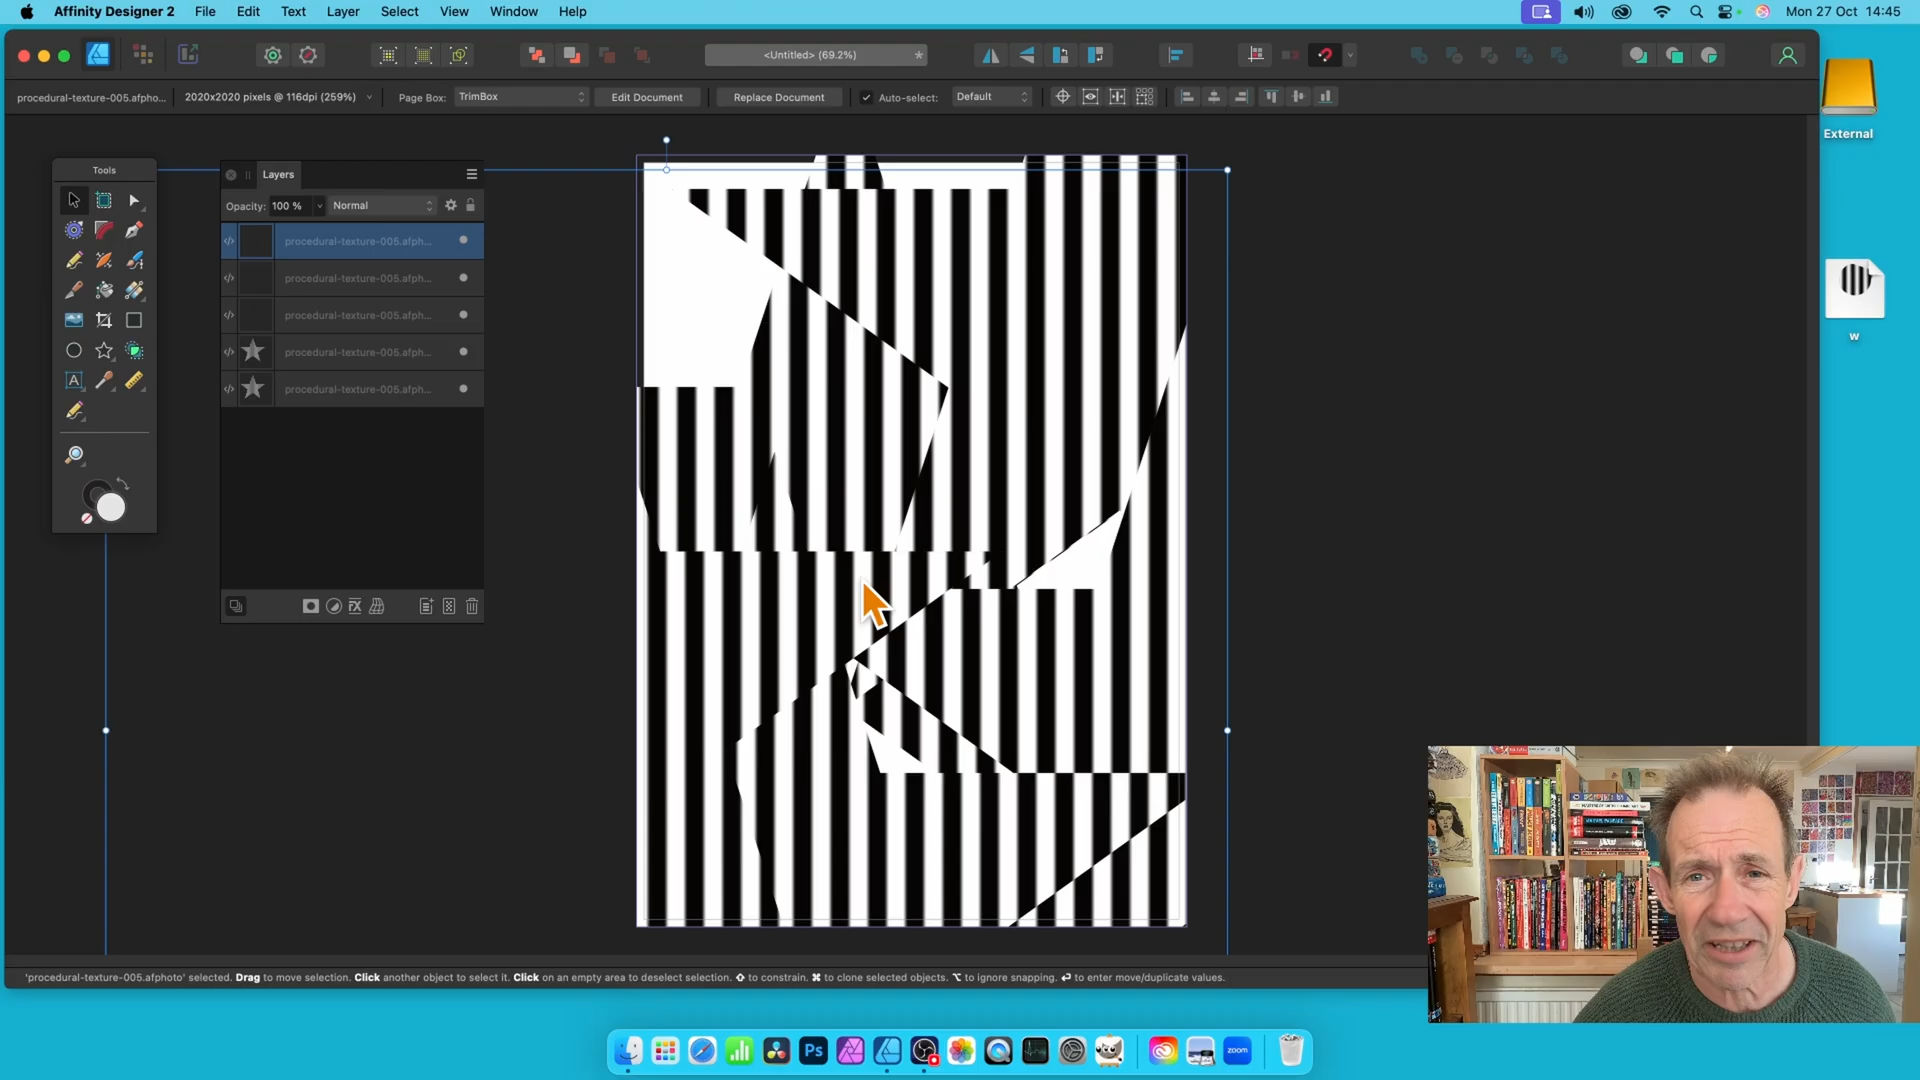 Affinity Designer 2 File Edit Text Layer Select View Window Help Mon 27 Oct 14:45
<Untitled> (69.2%) *
procedural-texture-005.afpho... 2020x2020 pixels @ 116dpi (259%) Page Box: TrimBox Edit Document Replace Document Auto-select: Default
External
Tools
Layers
Opacity: 100 % Normal
procedural-texture-005.afph...
procedural-texture-005.afph...
procedural-texture-005.afph...
procedural-texture-005.afph...
procedural-texture-005.afph...
w
'procedural-texture-005.afphoto' selected. Drag to move selection. Click another object to select it. Click on an empty area to deselect selection. ⇧ to constrain. ⌘ to clone selected objects. ⌥ to ignore snapping. ↩ to enter move/duplicate values.
Ps
zoom